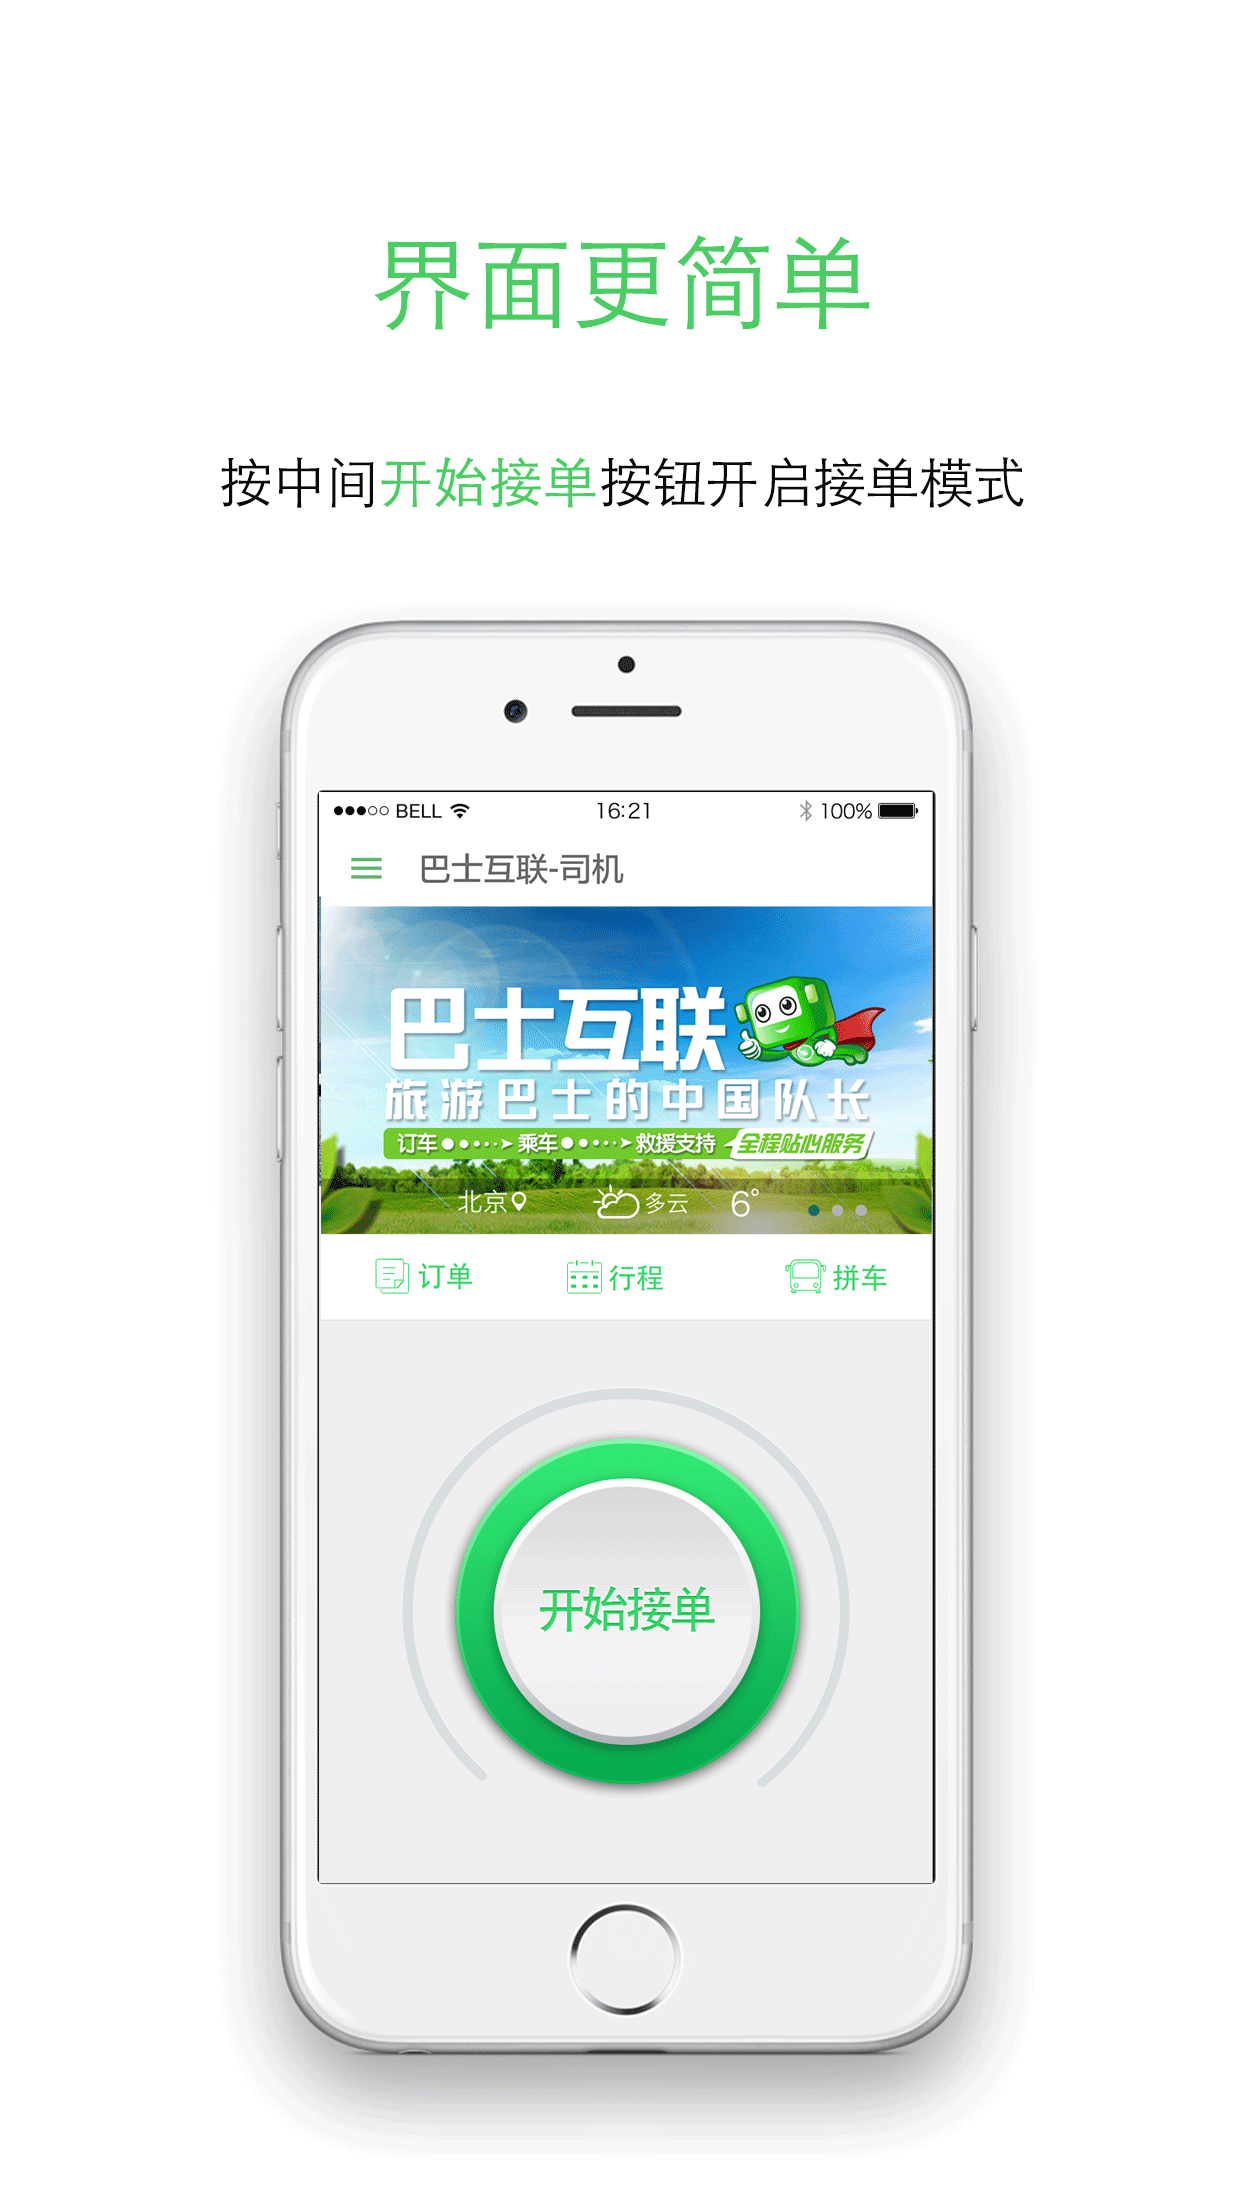 界面更简单
按中间开始接单按钮开启接单模式
BELL 16:21 100%
巴士互联-司机
巴士互联
旅游巴士的中国队长
订车 乘车 救援支持 全程贴心服务
北京 多云 6°
订单 行程 拼车
开始接单